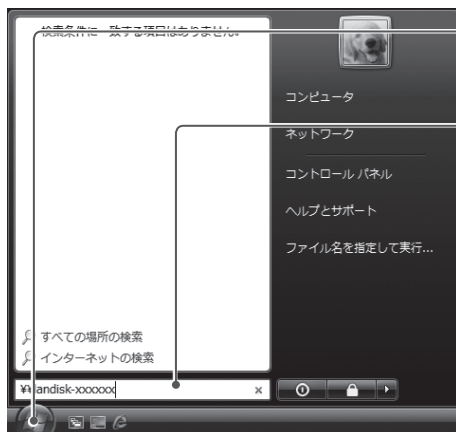 検索条件に一致する項目はありません。
コンピュータ
ネットワーク
コントロール パネル
ヘルプとサポート
ファイル名を指定して実行...
すべての場所の検索
インターネットの検索
¥¥landisk-xxxxxx